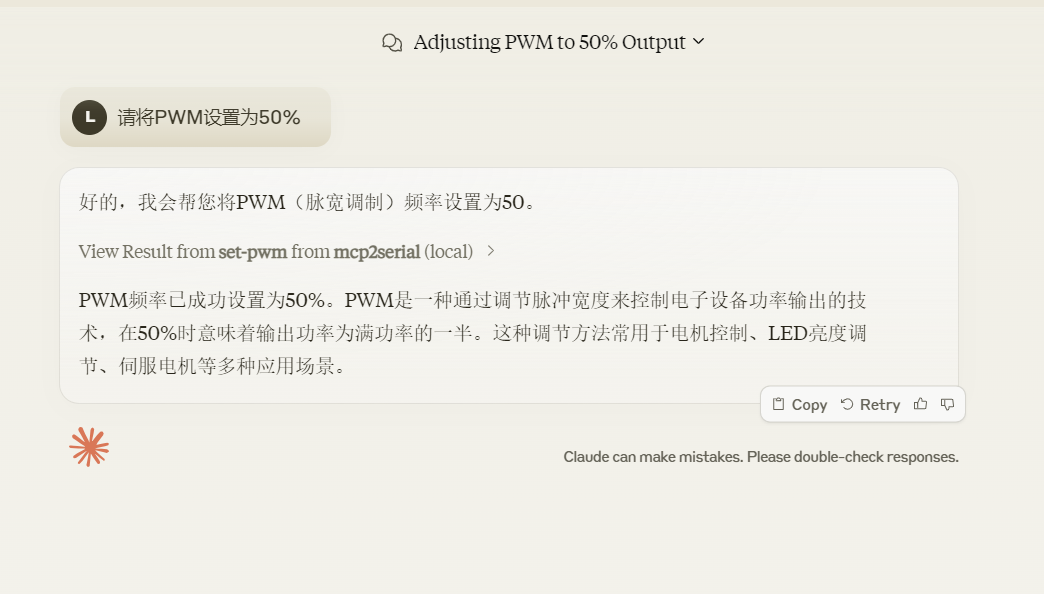 Adjusting PWM to 50% Output
L 请将PWM设置为50%
好的，我会帮您将PWM（脉宽调制）频率设置为50。
View Result from set-pwm from mcp2serial (local)
PWM频率已成功设置为50%。PWM是一种通过调节脉冲宽度来控制电子设备功率输出的技
术，在50%时意味着输出功率为满功率的一半。这种调节方法常用于电机控制、LED亮度调
节、伺服电机等多种应用场景。
Copy Retry
Claude can make mistakes. Please double-check responses.